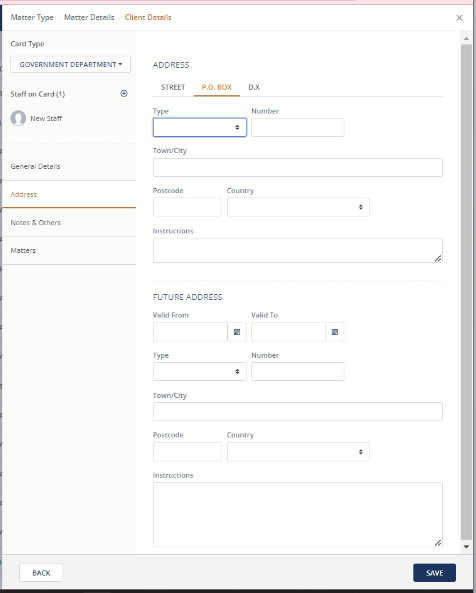 Matter Type Matter Details Client Details
Card Type
GOVERNMENT DEPARTMENT
Staff on Card (1)
New Staff
General Details
Address
Notes & Others
Matters
ADDRESS
STREET P.O. BOX D.X
Type Number
Town/City
Postcode Country
Instructions
FUTURE ADDRESS
Valid From Valid To
Type Number
Town/City
Postcode Country
Instructions
BACK SAVE